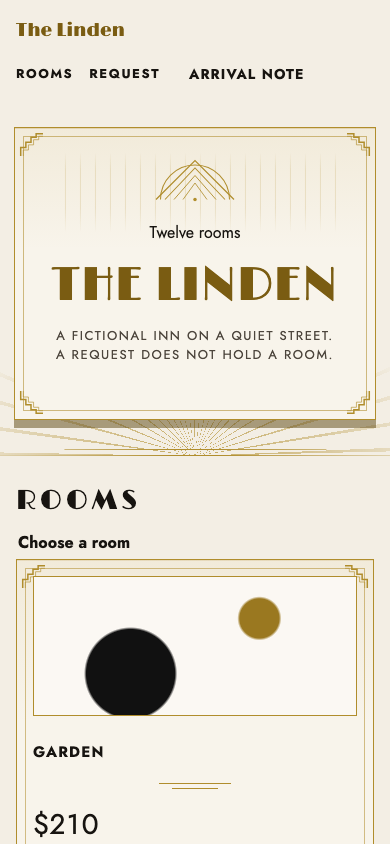 The Linden
ROOMS REQUEST ARRIVAL NOTE
Twelve rooms
THE LINDEN
A FICTIONAL INN ON A QUIET STREET.
A REQUEST DOES NOT HOLD A ROOM.
ROOMS
Choose a room
GARDEN
$210